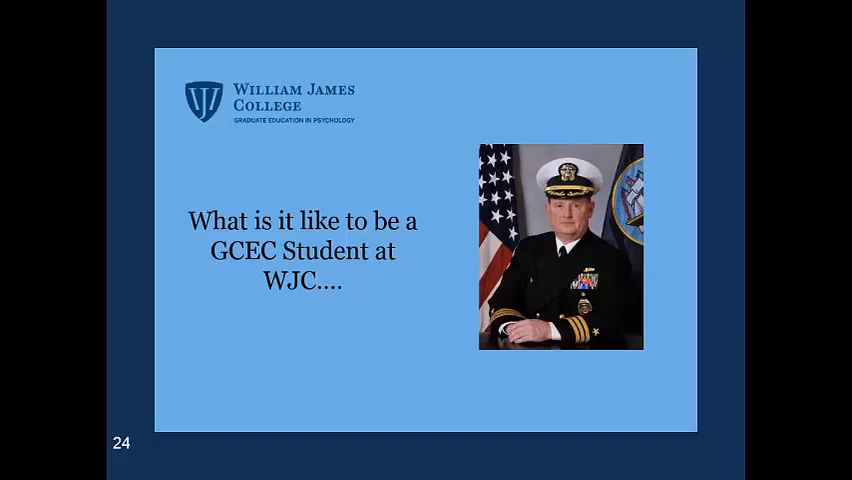 WILLIAM JAMES
COLLEGE
GRADUATE EDUCATION IN PSYCHOLOGY
What is it like to be a
GCEC Student at
WJC....
24